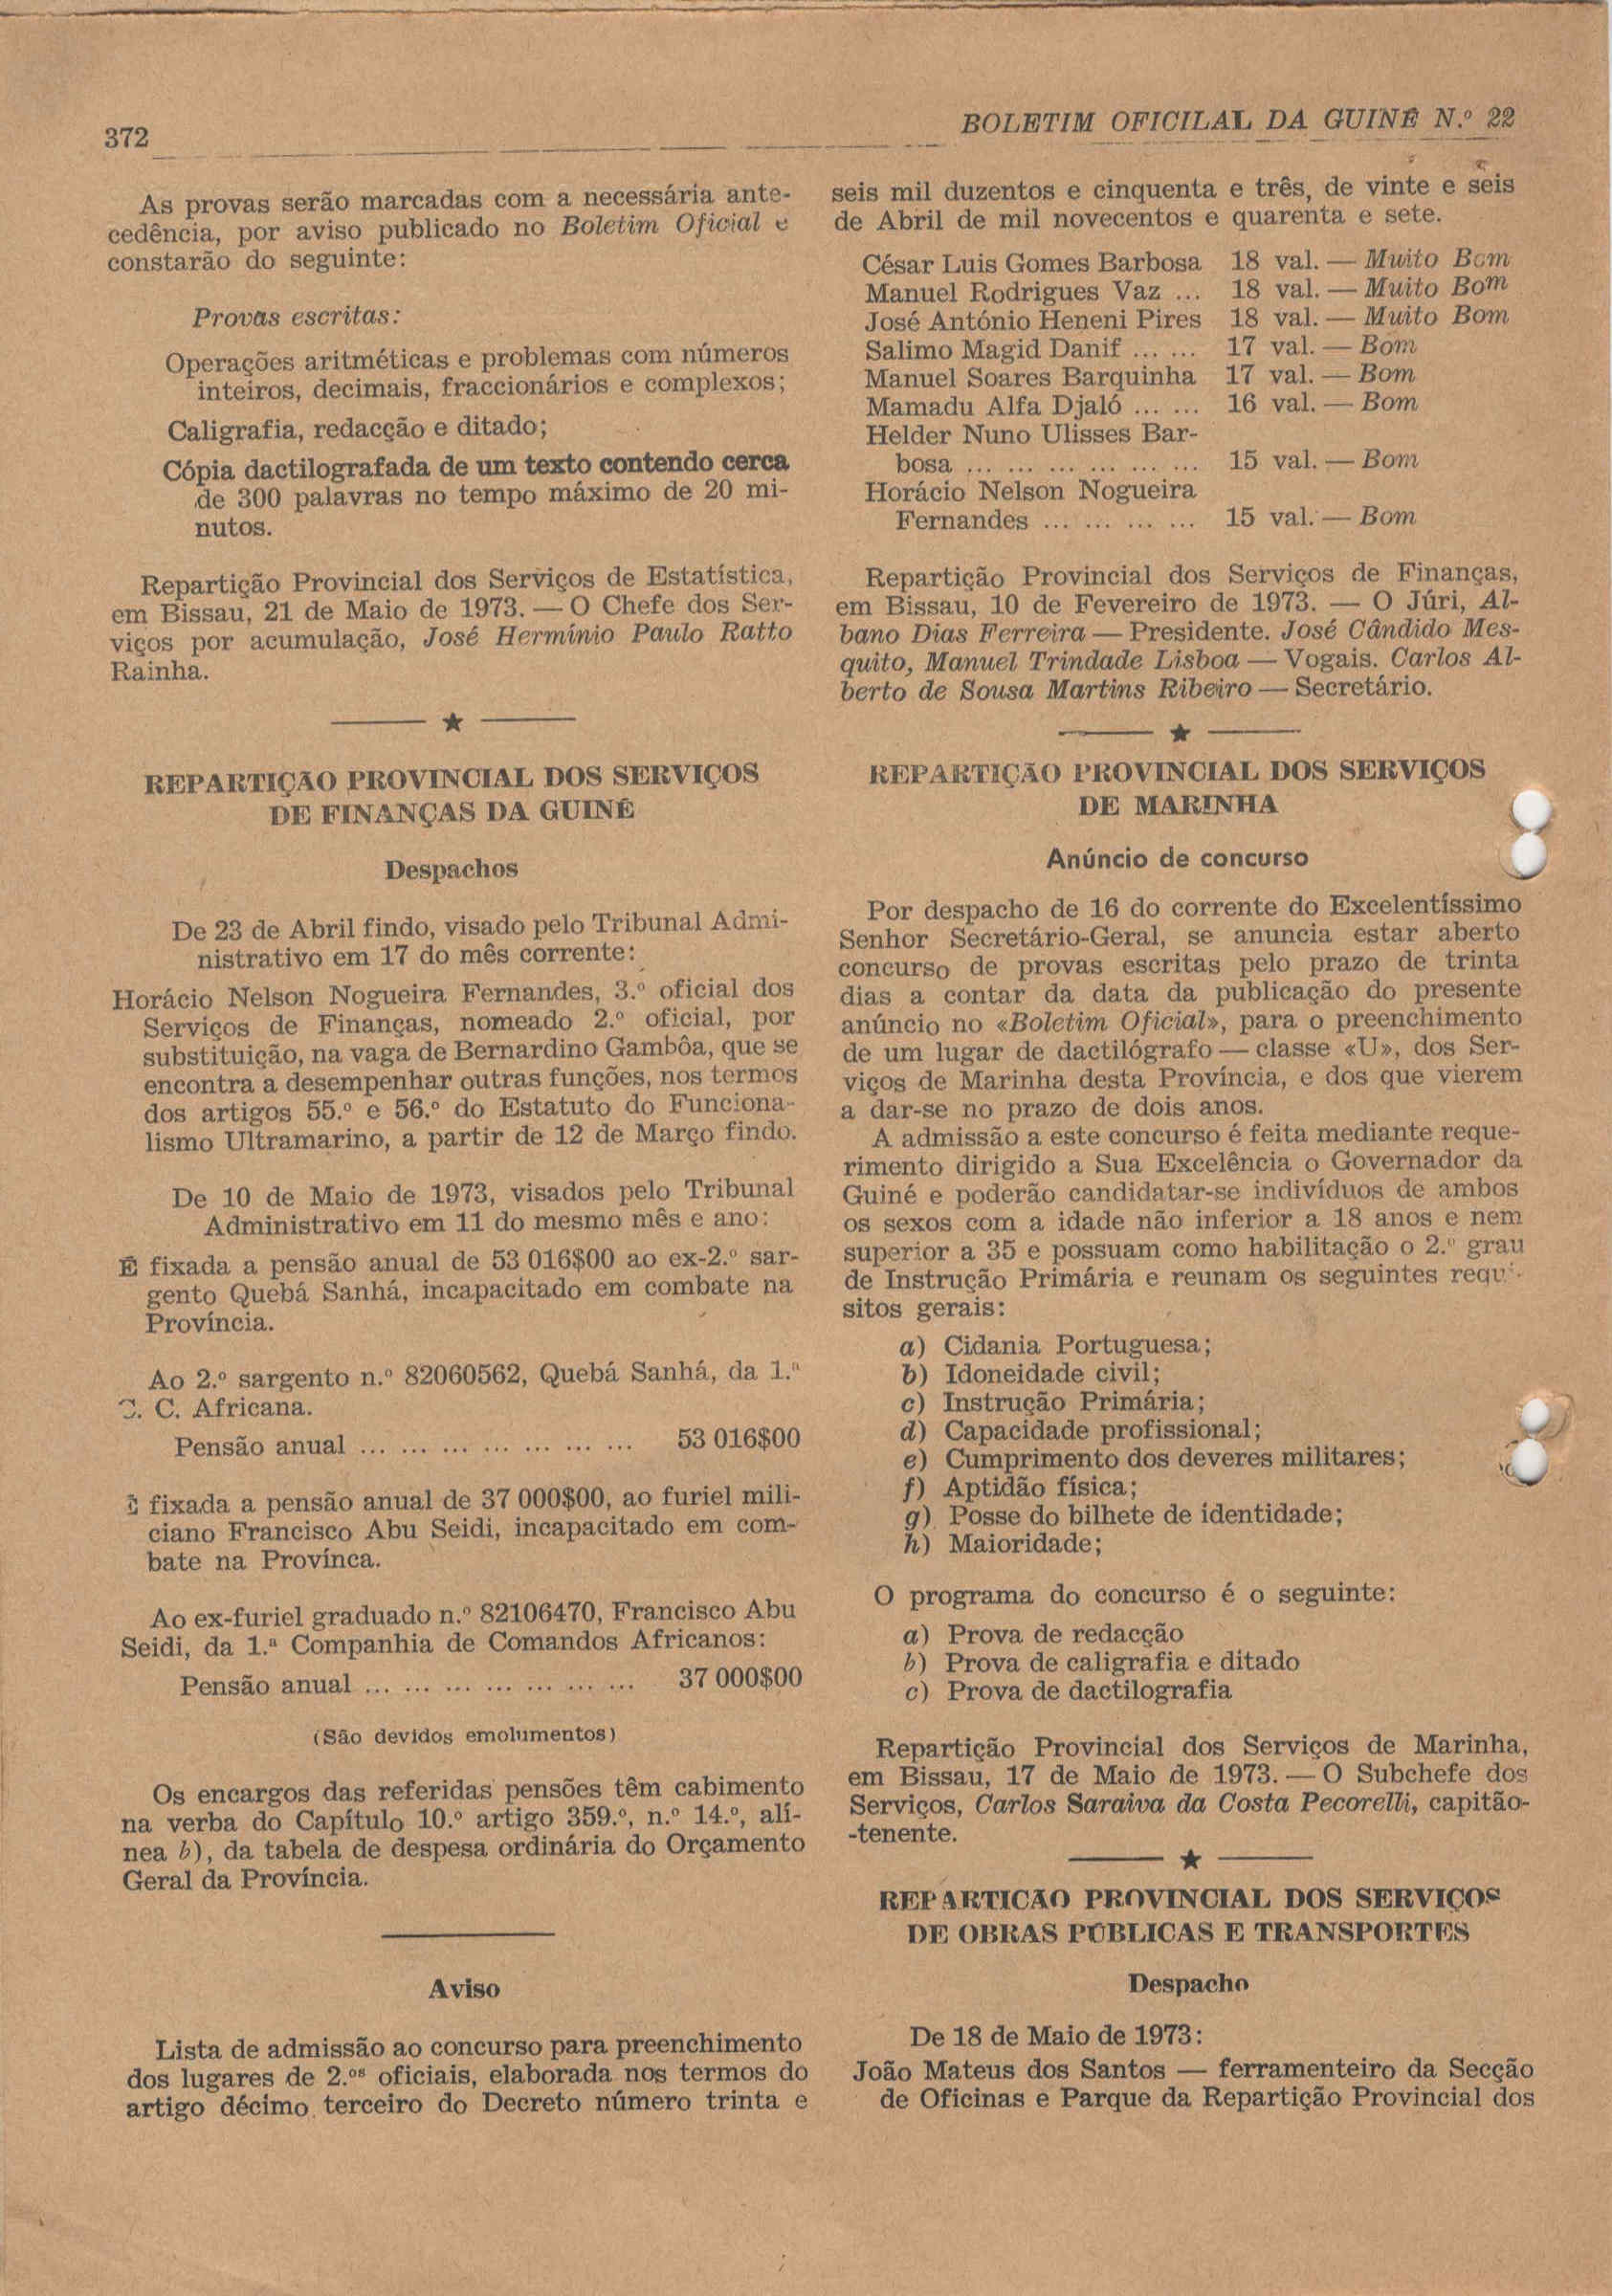 372
BOLETIM OFICILAL DA GUINÉ N.º 22
As provas serão marcadas com a necessária ante-
cedência, por aviso publicado no Boletim Oficial e
constarão do seguinte:
Provas escritas:
Operações aritméticas e problemas com números
inteiros, decimais, fraccionários e complexos;
Caligrafia, redacção e ditado;
Cópia dactilografada de um texto contendo cerca
de 300 palavras no tempo máximo de 20 mi-
nutos.
Repartição Provincial dos Serviços de Estatística,
em Bissau, 21 de Maio de 1973. — O Chefe dos Ser-
viços por acumulação, José Hermínio Paulo Ratto
Rainha.
REPARTIÇÃO PROVINCIAL DOS SERVIÇOS
DE FINANÇAS DA GUINÉ
Despachos
De 23 de Abril findo, visado pelo Tribunal Admi-
nistrativo em 17 do mês corrente:
Horácio Nelson Nogueira Fernandes, 3.º oficial dos
Serviços de Finanças, nomeado 2.º oficial, por
substituição, na vaga de Bernardino Gambôa, que se
encontra a desempenhar outras funções, nos termos
dos artigos 55.º e 56.º do Estatuto do Funciona-
lismo Ultramarino, a partir de 12 de Março findo.
De 10 de Maio de 1973, visados pelo Tribunal
Administrativo em 11 do mesmo mês e ano:
É fixada a pensão anual de 53 016$00 ao ex-2.º sar-
gento Quebá Sanhá, incapacitado em combate na
Província.
Ao 2.º sargento n.º 82060562, Quebá Sanhá, da 1.ª
C. C. Africana.
Pensão anual ... ... ... ... ... ... ... 53 016$00
É fixada a pensão anual de 37 000$00, ao furiel mili-
ciano Francisco Abu Seidi, incapacitado em com-
bate na Provínca.
Ao ex-furiel graduado n.º 82106470, Francisco Abu
Seidi, da 1.ª Companhia de Comandos Africanos:
Pensão anual ... ... ... ... ... ... ... 37 000$00
(São devidos emolumentos)
Os encargos das referidas pensões têm cabimento
na verba do Capítulo 10.º artigo 359.º, n.º 14.º, alí-
nea b), da tabela de despesa ordinária do Orçamento
Geral da Província.
Aviso
Lista de admissão ao concurso para preenchimento
dos lugares de 2.ºs oficiais, elaborada nos termos do
artigo décimo terceiro do Decreto número trinta e
seis mil duzentos e cinquenta e três, de vinte e seis
de Abril de mil novecentos e quarenta e sete.
César Luis Gomes Barbosa 18 val. — Muito Bom
Manuel Rodrigues Vaz ... 18 val. — Muito Bom
José António Heneni Pires 18 val. — Muito Bom
Salimo Magid Danif ... ... 17 val. — Bom
Manuel Soares Barquinha 17 val. — Bom
Mamadu Alfa Djaló ... ... 16 val. — Bom
Helder Nuno Ulisses Bar-
bosa ... ... ... ... ... ... 15 val. — Bom
Horácio Nelson Nogueira
Fernandes ... ... ... ... 15 val. — Bom
Repartição Provincial dos Serviços de Finanças,
em Bissau, 10 de Fevereiro de 1973. — O Júri, Al-
bano Dias Ferreira — Presidente. José Cândido Mes-
quito, Manuel Trindade Lisboa — Vogais. Carlos Al-
berto de Sousa Martins Ribeiro — Secretário.
REPARTIÇÃO PROVINCIAL DOS SERVIÇOS
DE MARINHA
Anúncio de concurso
Por despacho de 16 do corrente do Excelentíssimo
Senhor Secretário-Geral, se anuncia estar aberto
concurso de provas escritas pelo prazo de trinta
dias a contar da data da publicação do presente
anúncio no «Boletim Oficial», para o preenchimento
de um lugar de dactilógrafo — classe «U», dos Ser-
viços de Marinha desta Província, e dos que vierem
a dar-se no prazo de dois anos.
A admissão a este concurso é feita mediante reque-
rimento dirigido a Sua Excelência o Governador da
Guiné e poderão candidatar-se indivíduos de ambos
os sexos com a idade não inferior a 18 anos e nem
superior a 35 e possuam como habilitação o 2.º grau
de Instrução Primária e reunam os seguintes requi-
sitos gerais:
a) Cidania Portuguesa;
b) Idoneidade civil;
c) Instrução Primária;
d) Capacidade profissional;
e) Cumprimento dos deveres militares;
f) Aptidão física;
g) Posse do bilhete de identidade;
h) Maioridade;
O programa do concurso é o seguinte:
a) Prova de redacção
b) Prova de caligrafia e ditado
c) Prova de dactilografia
Repartição Provincial dos Serviços de Marinha,
em Bissau, 17 de Maio de 1973. — O Subchefe dos
Serviços, Carlos Saraiva da Costa Pecorelli, capitão-
-tenente.
REPARTICÃO PROVINCIAL DOS SERVIÇOS
DE OBRAS PÚBLICAS E TRANSPORTES
Despacho
De 18 de Maio de 1973:
João Mateus dos Santos — ferramenteiro da Secção
de Oficinas e Parque da Repartição Provincial dos